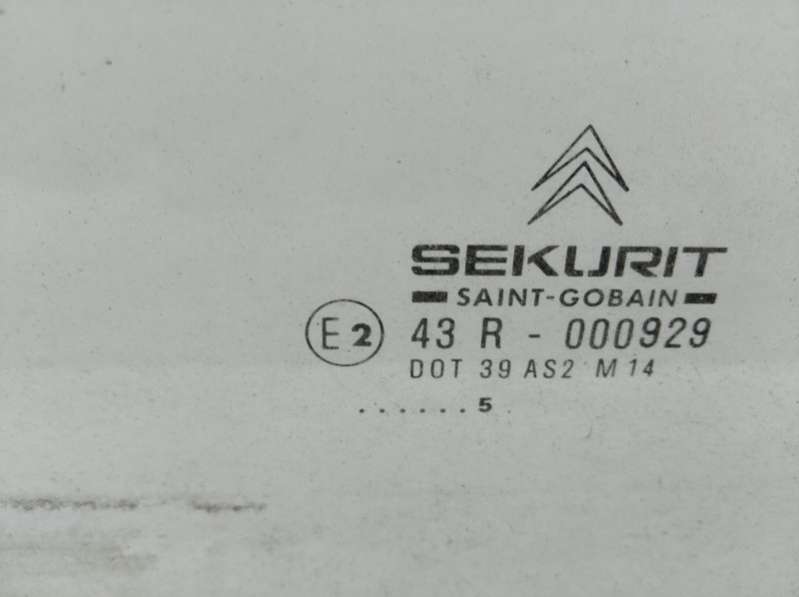 SEKURIT
SAINT-GOBAIN
E2 43 R - 000929
DOT 39 AS2 M14
......5.